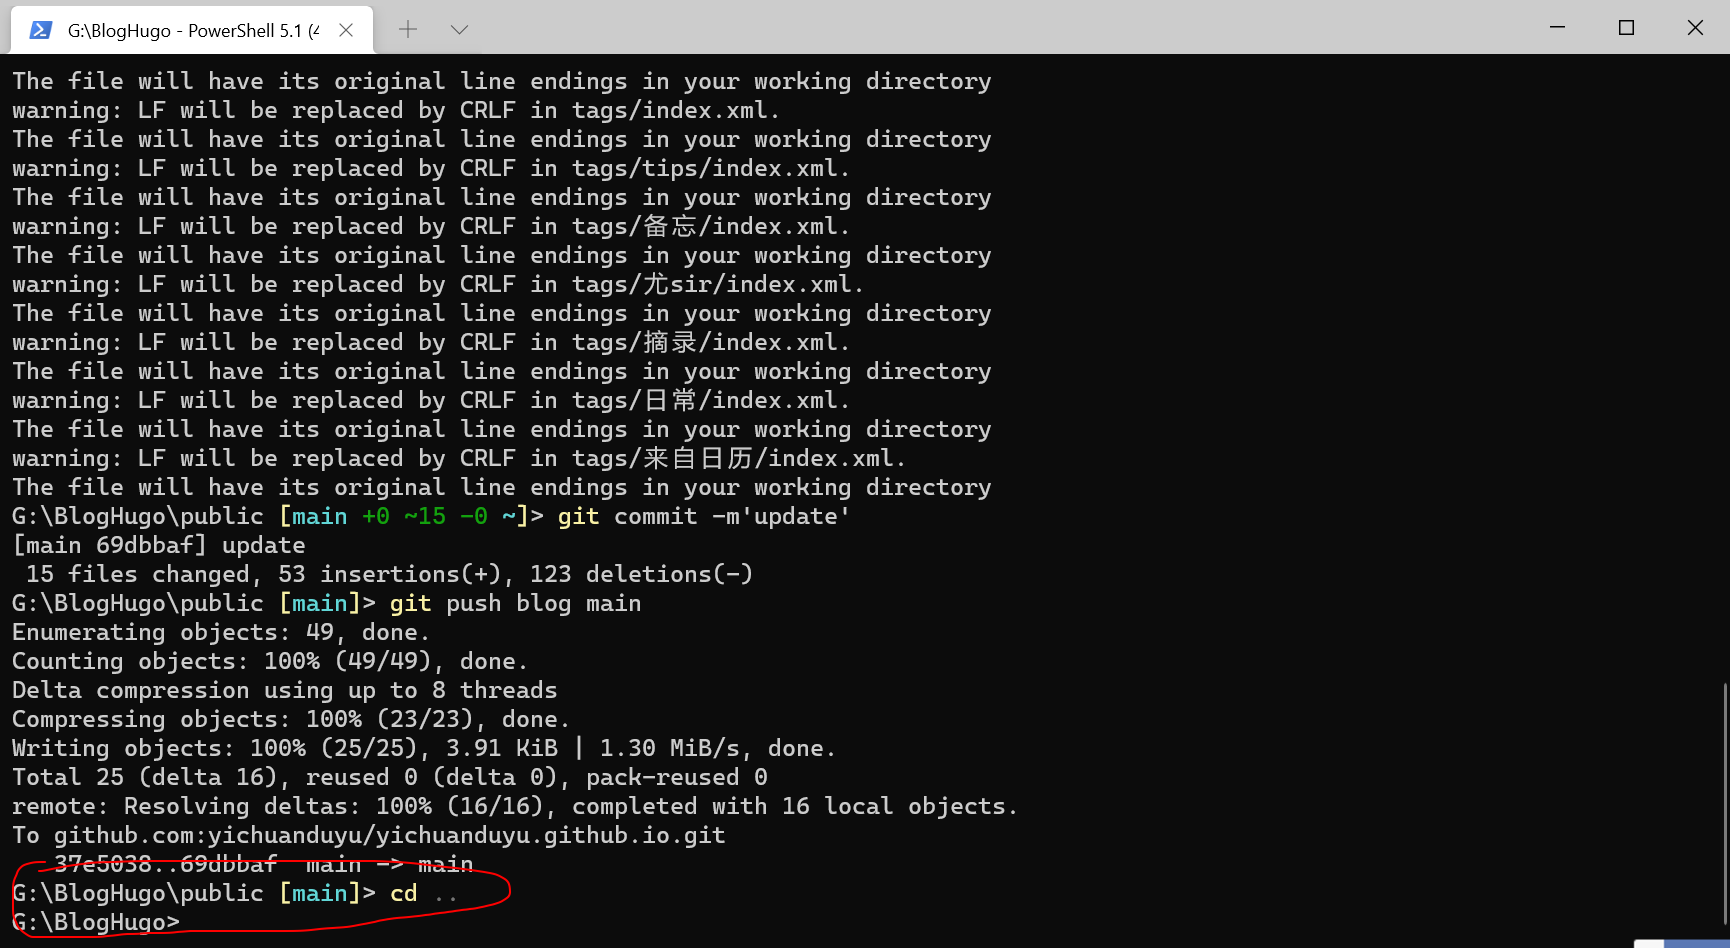 G:\BlogHugo - PowerShell 5.1 (4
The file will have its original line endings in your working directory
warning: LF will be replaced by CRLF in tags/index.xml.
The file will have its original line endings in your working directory
warning: LF will be replaced by CRLF in tags/tips/index.xml.
The file will have its original line endings in your working directory
warning: LF will be replaced by CRLF in tags/备忘/index.xml.
The file will have its original line endings in your working directory
warning: LF will be replaced by CRLF in tags/尤sir/index.xml.
The file will have its original line endings in your working directory
warning: LF will be replaced by CRLF in tags/摘录/index.xml.
The file will have its original line endings in your working directory
warning: LF will be replaced by CRLF in tags/日常/index.xml.
The file will have its original line endings in your working directory
warning: LF will be replaced by CRLF in tags/来自日历/index.xml.
The file will have its original line endings in your working directory
G:\BlogHugo\public [main +0 ~15 -0 ~]> git commit -m'update'
[main 69dbbaf] update
 15 files changed, 53 insertions(+), 123 deletions(-)
G:\BlogHugo\public [main]> git push blog main
Enumerating objects: 49, done.
Counting objects: 100% (49/49), done.
Delta compression using up to 8 threads
Compressing objects: 100% (23/23), done.
Writing objects: 100% (25/25), 3.91 KiB | 1.30 MiB/s, done.
Total 25 (delta 16), reused 0 (delta 0), pack-reused 0
remote: Resolving deltas: 100% (16/16), completed with 16 local objects.
To github.com:yichuanduyu/yichuanduyu.github.io.git
   37e5038..69dbbaf  main -> main
G:\BlogHugo\public [main]> cd ..
G:\BlogHugo>